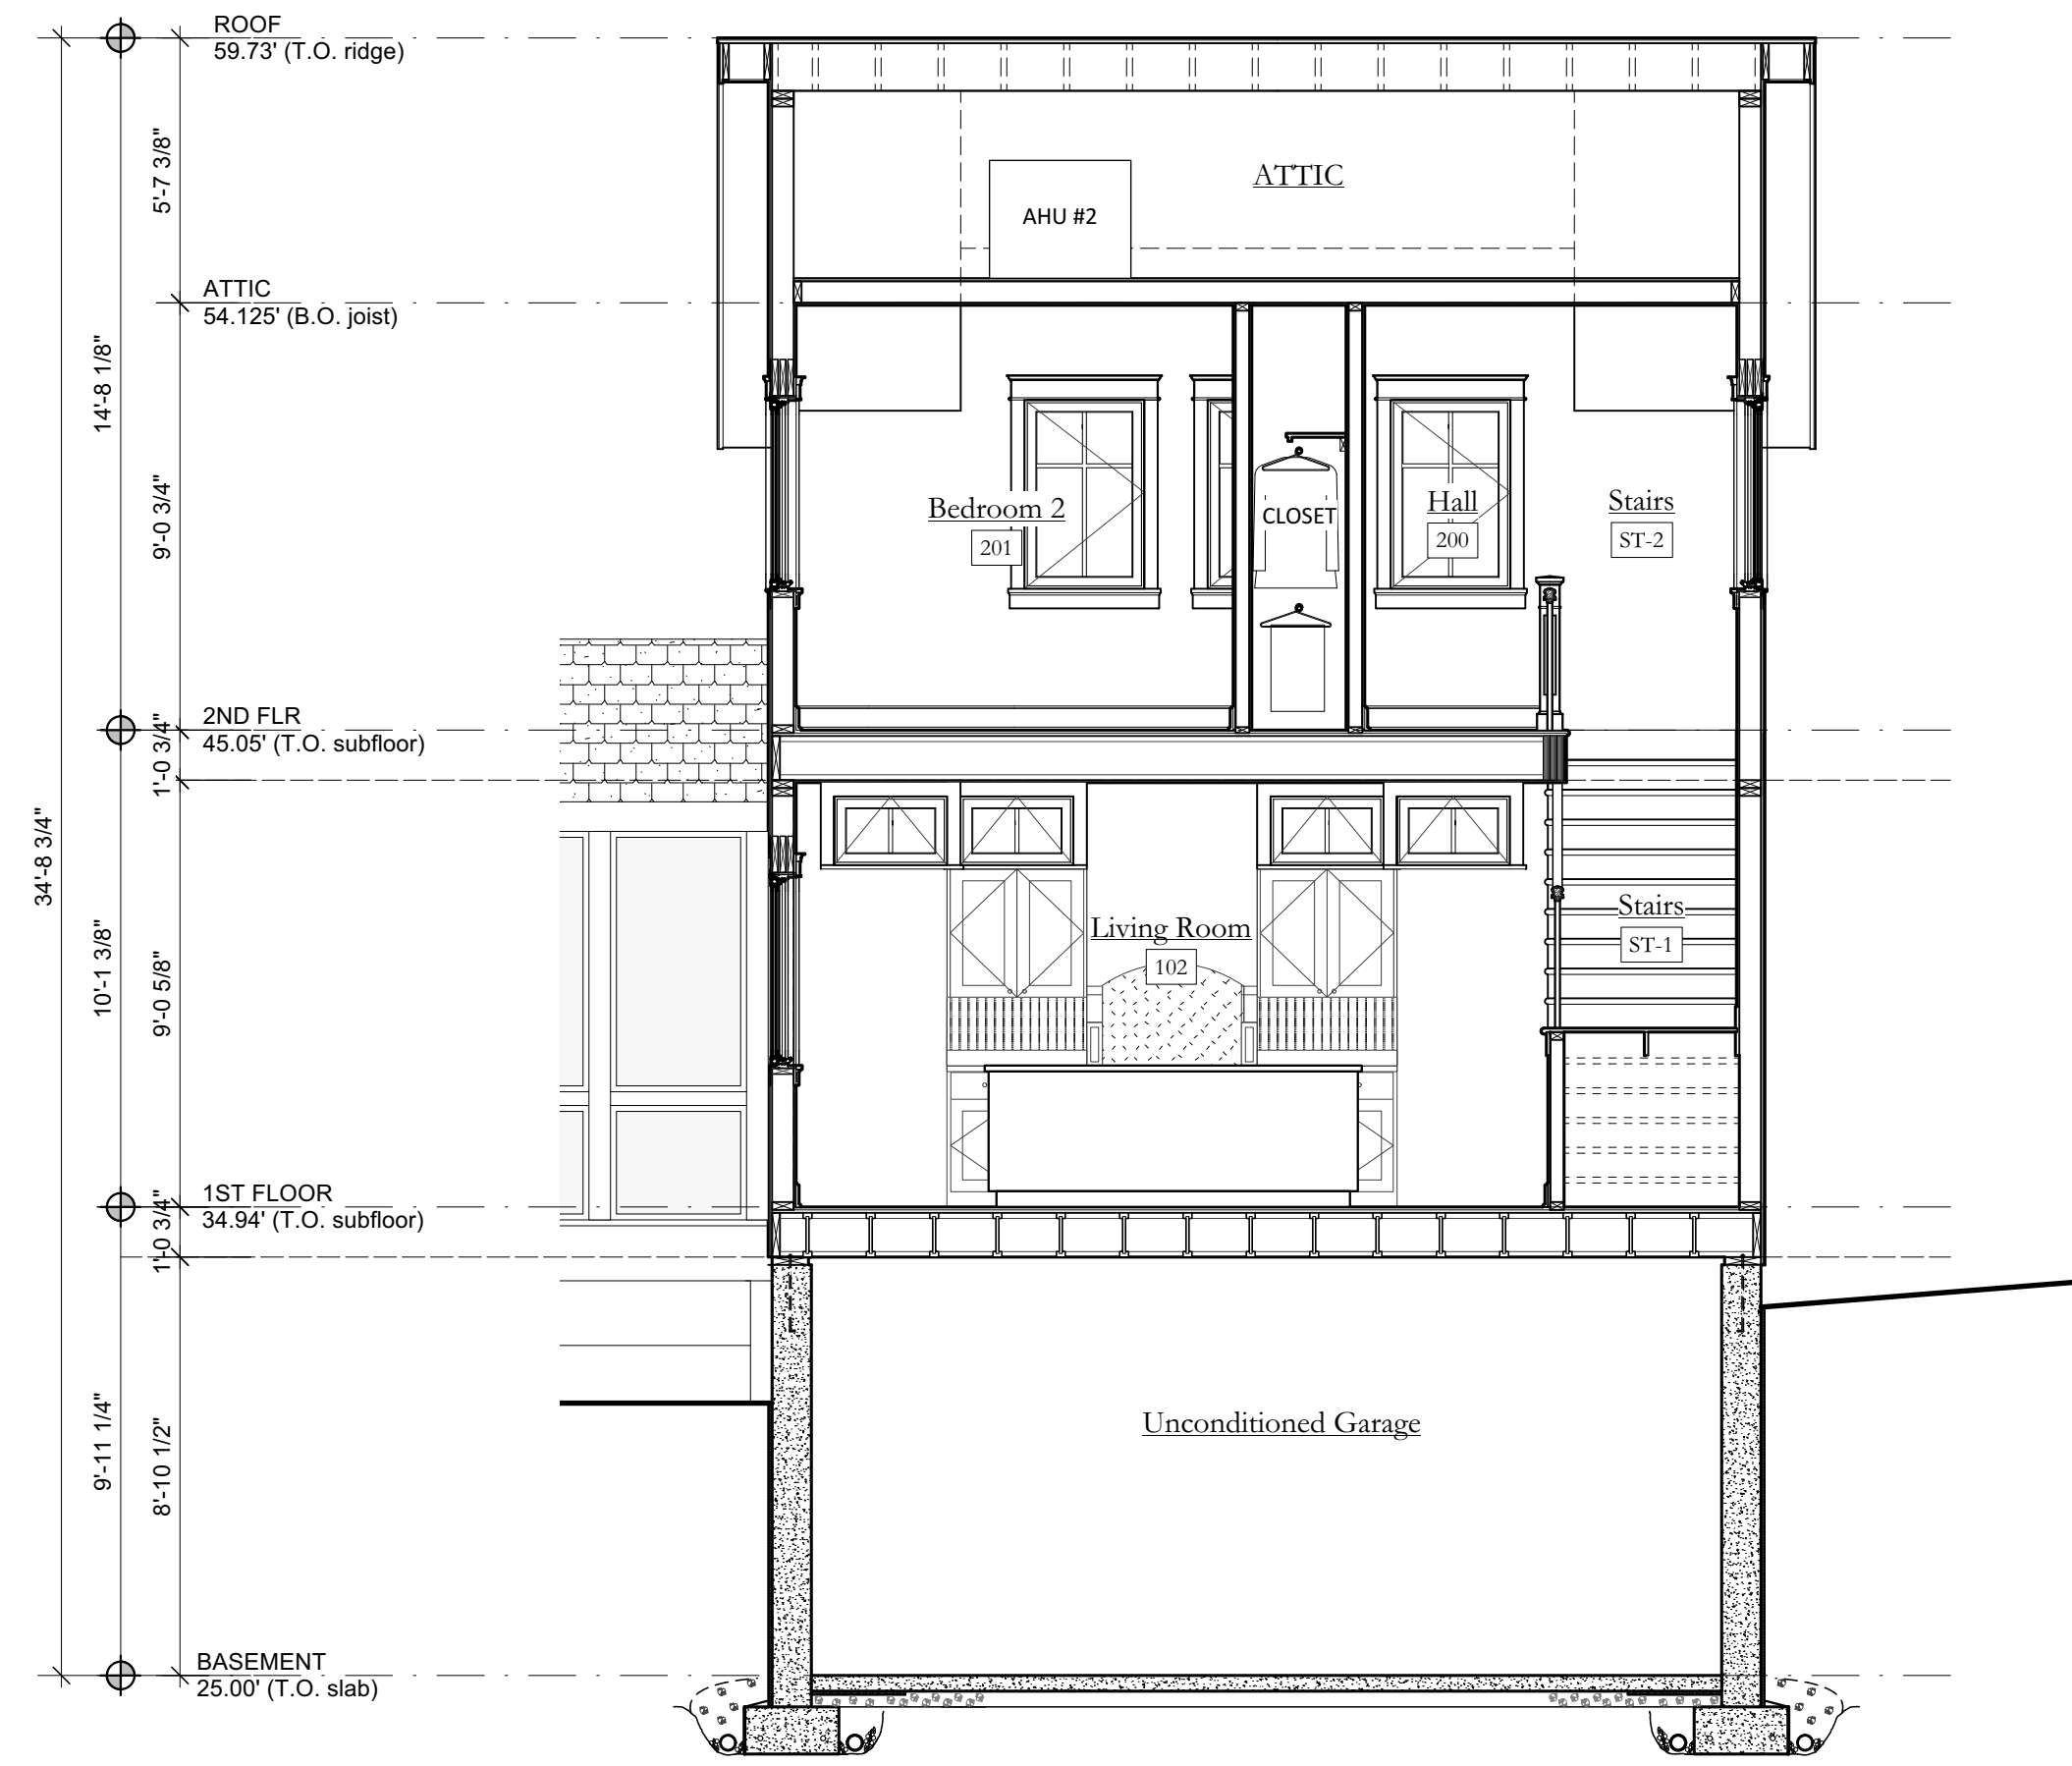 ROOF
59.73' (T.O. ridge)
5'-7 3/8"
ATTIC
AHU #2
ATTIC
54.125' (B.O. joist)
14'-8 1/8"
9'-0 3/4"
Bedroom 2
201
CLOSET
Hall
200
Stairs
ST-2
2ND FLR
45.05' (T.O. subfloor)
1'-0 3/4"
34'-8 3/4"
10'-1 3/8"
9'-0 5/8"
Living Room
102
Stairs
ST-1
1ST FLOOR
34.94' (T.O. subfloor)
1'-0 3/4"
9'-11 1/4"
8'-10 1/2"
Unconditioned Garage
BASEMENT
25.00' (T.O. slab)